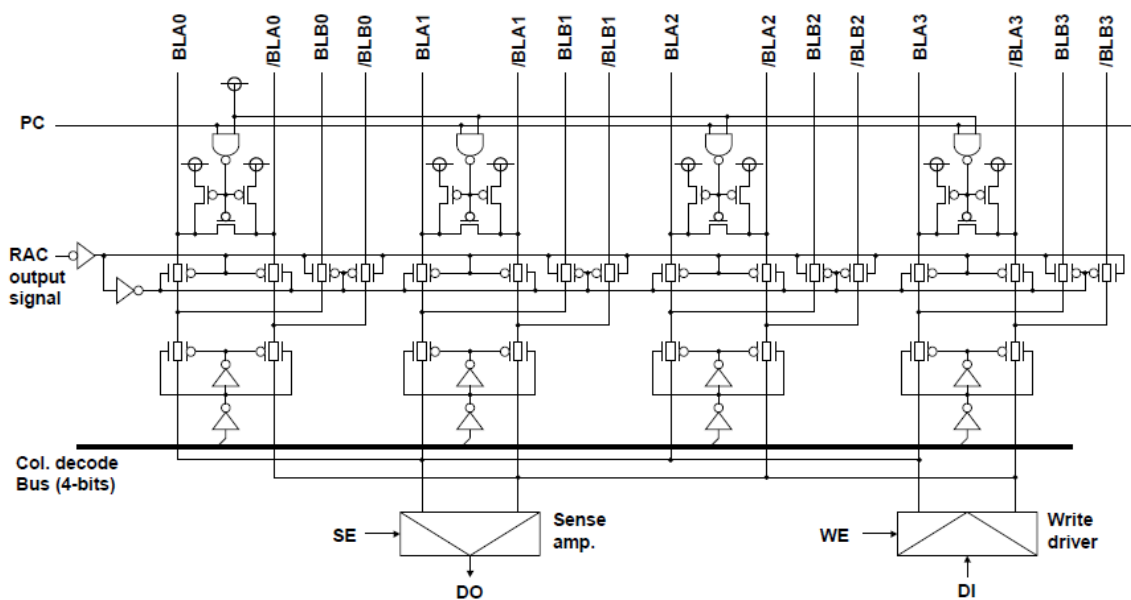 BLA0
/BLA0
BLB0
/BLB0
BLA1
/BLA1
BLB1
/BLB1
BLA2
/BLA2
BLB2
/BLB2
BLA3
/BLA3
BLB3
/BLB3
PC
RAC
output
signal
Col. decode
Bus (4-bits)
SE
Sense
amp.
WE
Write
driver
DO
DI